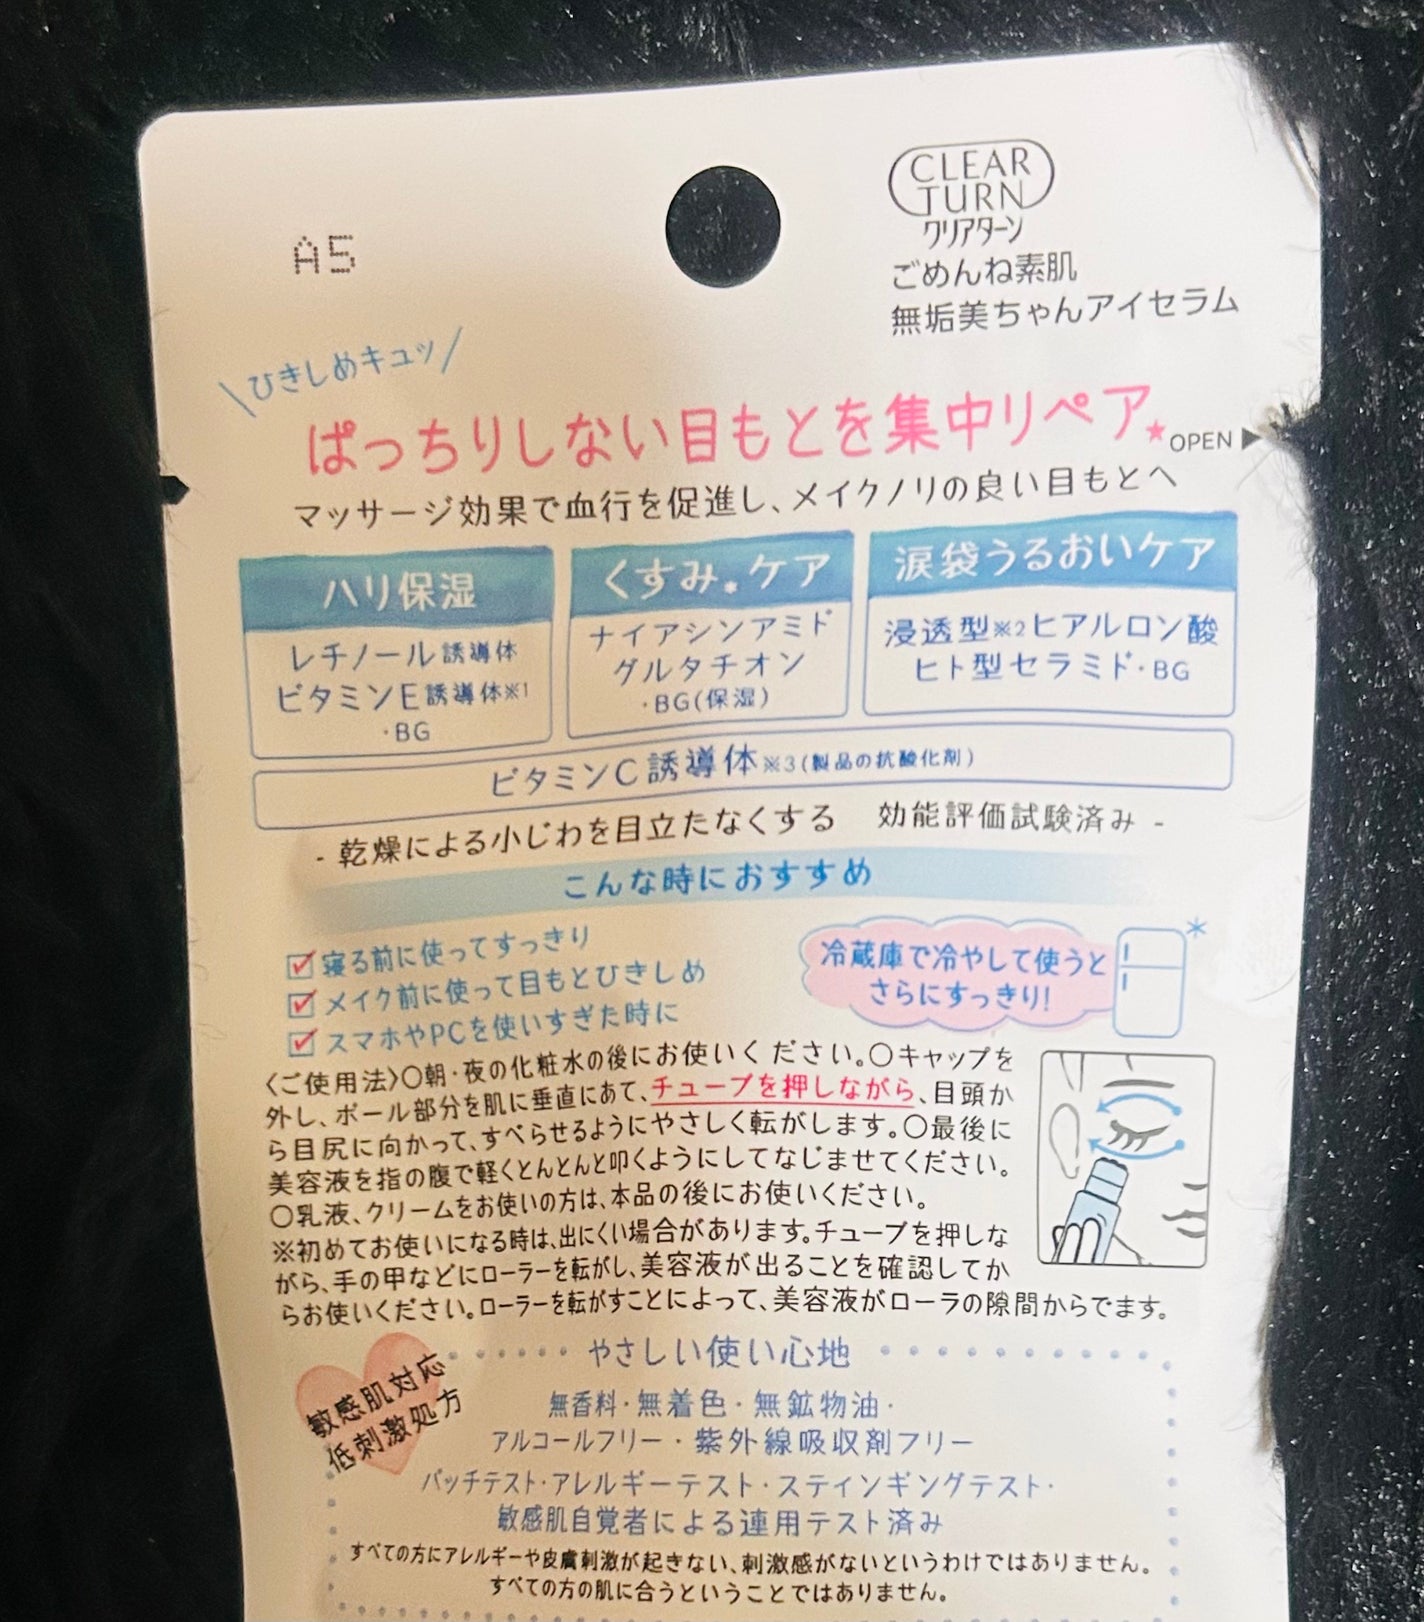 CLEAR
TURN
クリアターン
A5
ごめんね素肌
無垢美ちゃんアイセラム
\ひきしめキュッ/
ぱっちりしない目もとを集中リペア★
OPEN ▶
マッサージ効果で血行を促進し、メイクノリの良い目もとへ
ハリ保湿
レチノール誘導体
ビタミンE誘導体※1
・BG
くすみ*ケア
ナイアシンアミド
グルタチオン
・BG(保湿)
涙袋うるおいケア
浸透型※2ヒアルロン酸
ヒト型セラミド・BG
ビタミンC誘導体※3(製品の抗酸化剤)
- 乾燥による小じわを目立たなくする 効能評価試験済み -
こんな時におすすめ
☑寝る前に使ってすっきり
☑メイク前に使って目もとひきしめ
☑スマホやPCを使いすぎた時に
冷蔵庫で冷やして使うと
さらにすっきり!
*
〈ご使用法〉〇朝・夜の化粧水の後にお使いください。〇キャップを
外し、ボール部分を肌に垂直にあて、チューブを押しながら、目頭か
ら目尻に向かって、すべらせるようにやさしく転がします。〇最後に
美容液を指の腹で軽くとんとんと叩くようにしてなじませてください。
〇乳液、クリームをお使いの方は、本品の後にお使いください。
※初めてお使いになる時は、出にくい場合があります。チューブを押しな
がら、手の甲などにローラーを転がし、美容液が出ることを確認してか
らお使いください。ローラーを転がすことによって、美容液がローラの隙間からでます。
敏感肌対応
低刺激処方
やさしい使い心地
無香料・無着色・無鉱物油・
アルコールフリー・紫外線吸収剤フリー
パッチテスト・アレルギーテスト・スティンギングテスト・
敏感肌自覚者による連用テスト済み
すべての方にアレルギーや皮膚刺激が起きない、刺激感がないというわけではありません。
すべての方の肌に合うということではありません。